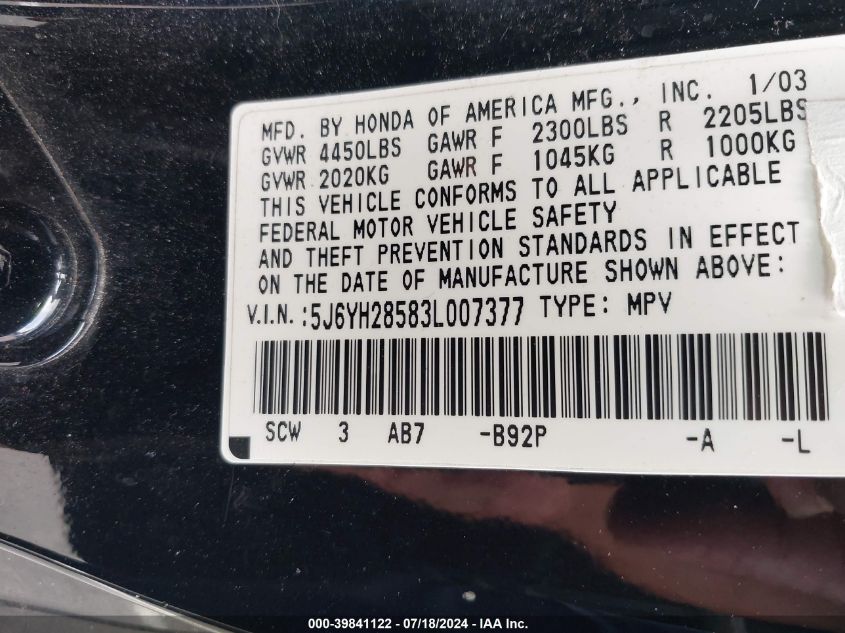 MFD. BY HONDA OF AMERICA MFG., INC. 1/03
GVWR 4450LBS GAWR F 2300LBS R 2205LBS
GVWR 2020KG GAWR F 1045KG R 1000KG
THIS VEHICLE CONFORMS TO ALL APPLICABLE
FEDERAL MOTOR VEHICLE SAFETY
AND THEFT PREVENTION STANDARDS IN EFFECT
ON THE DATE OF MANUFACTURE SHOWN ABOVE:
V.I.N.:5J6YH28583L007377 TYPE: MPV
SCW 3 AB7 -B92P -A -L
000-39841122 - 07/18/2024 - IAA Inc.